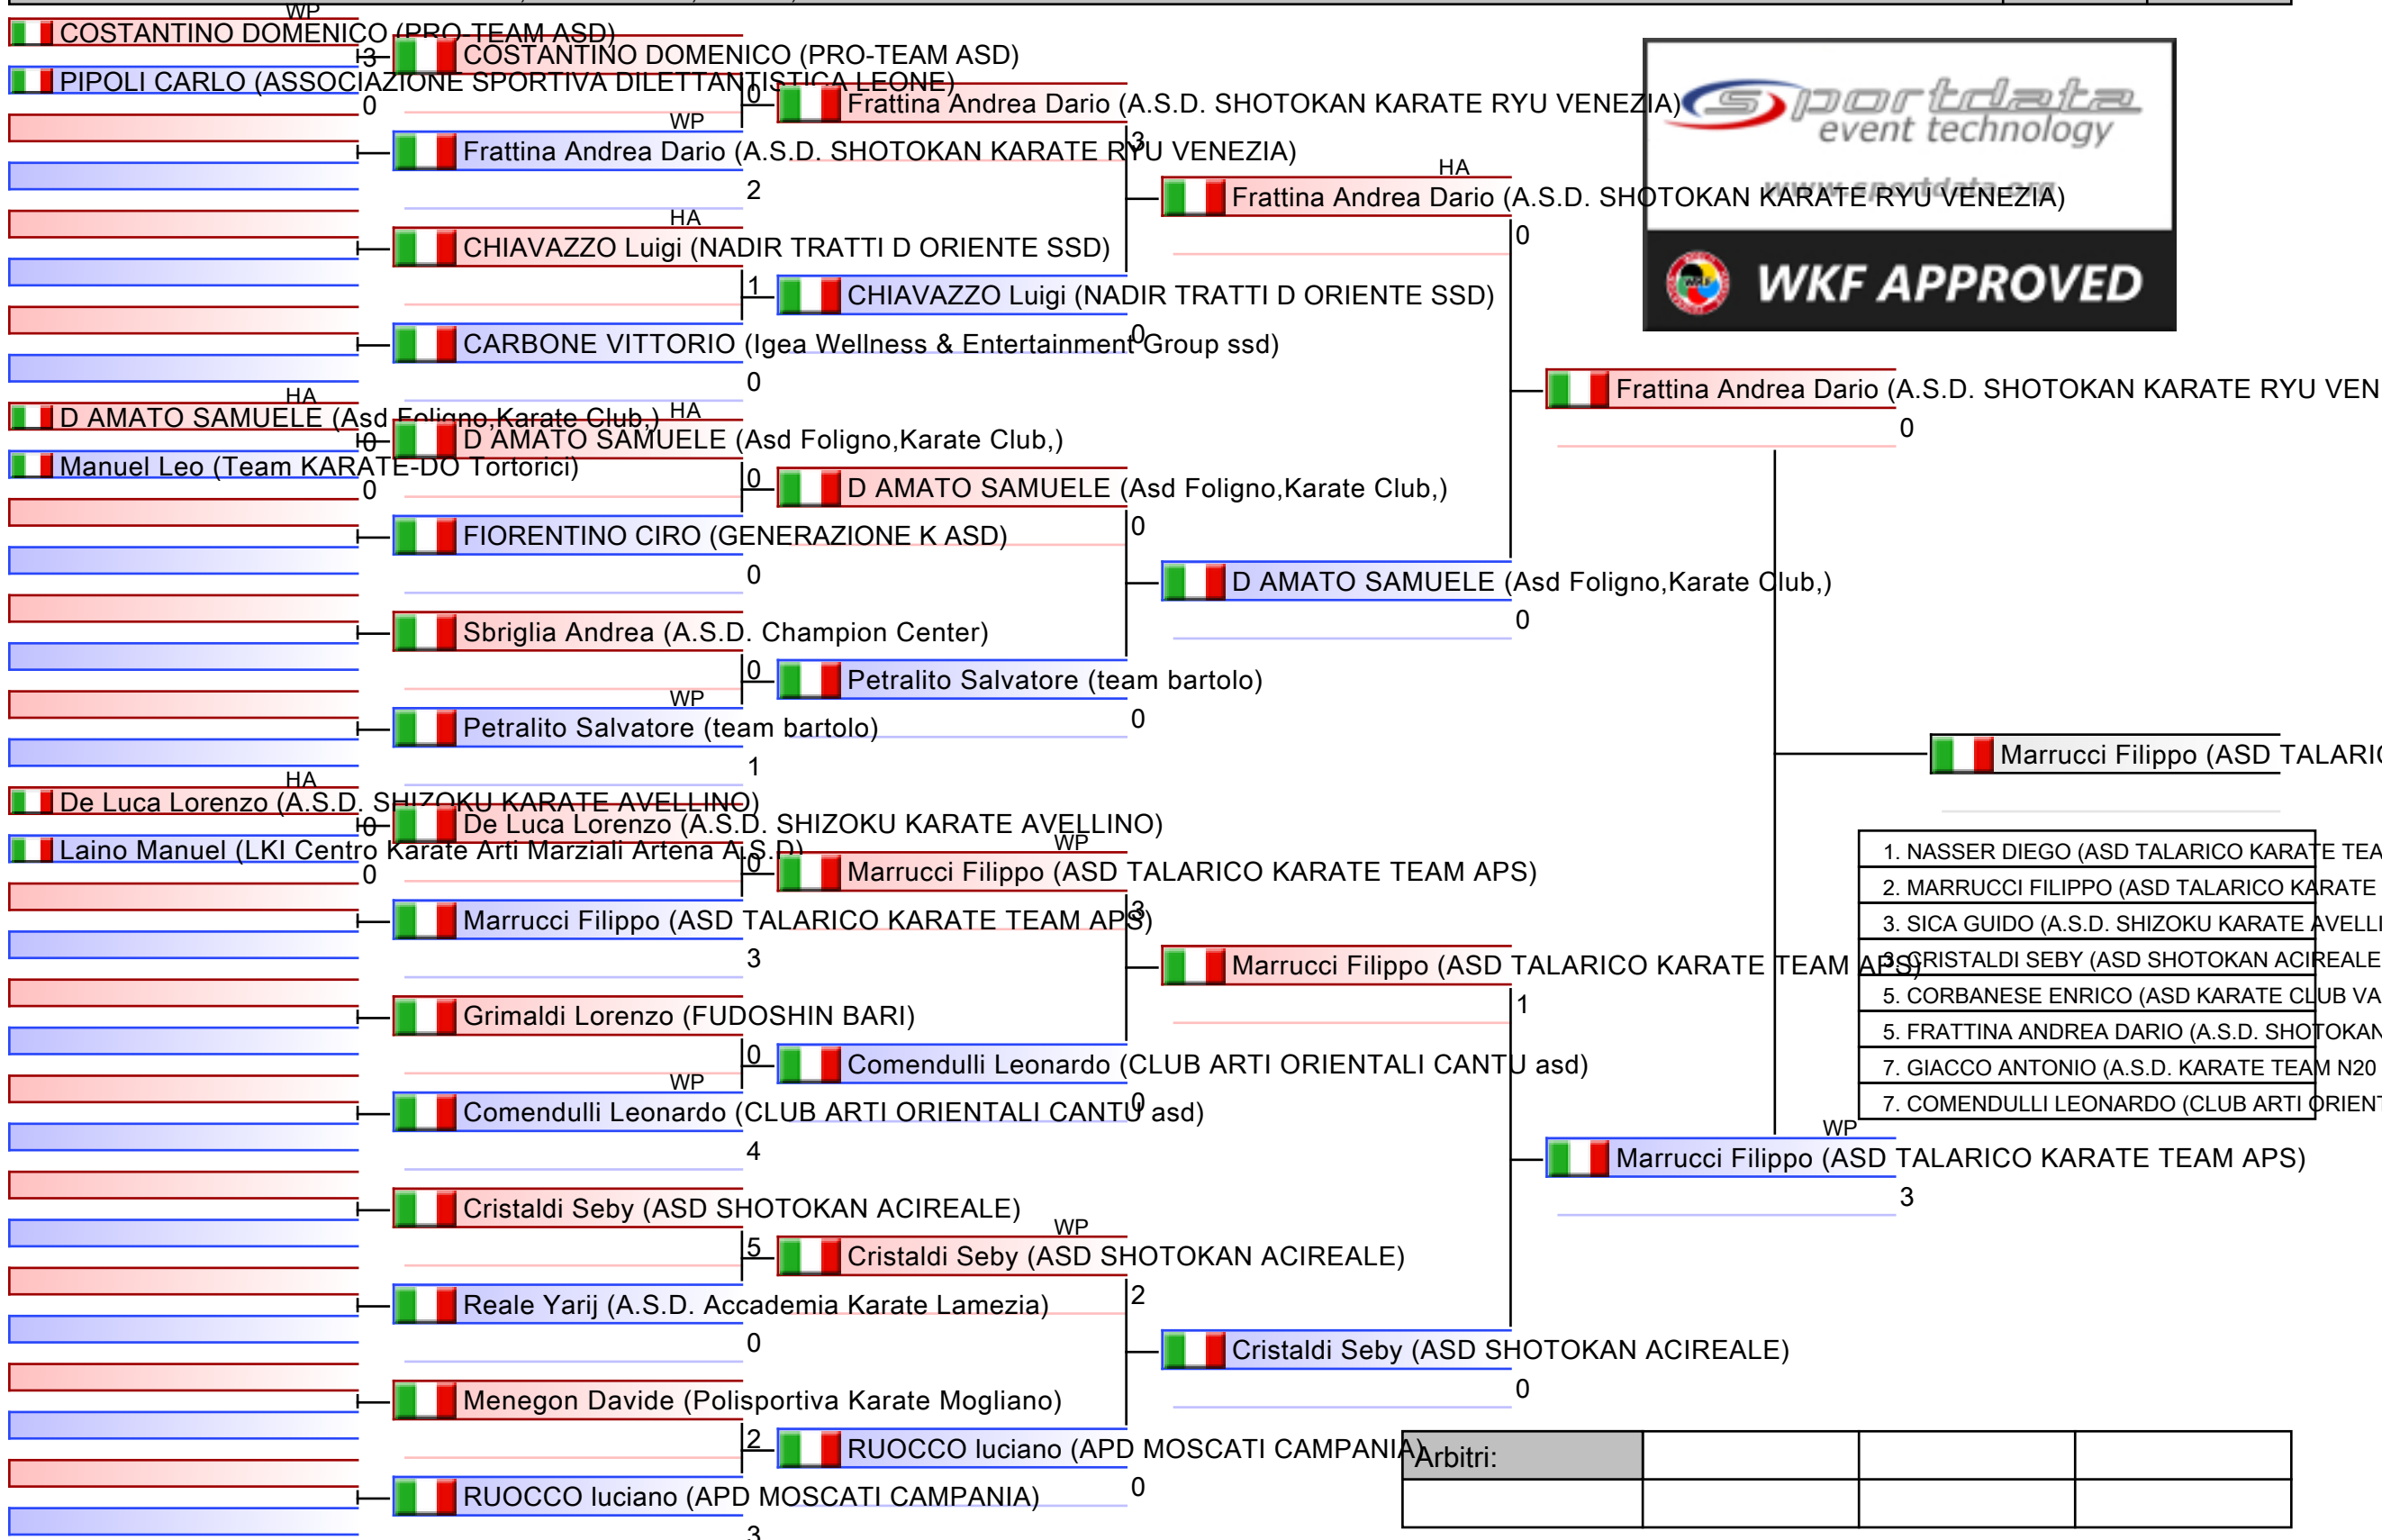 WP
COSTANTINO DOMENICO (PRO-TEAM ASD)
3
PIPOLI CARLO (ASSOCIAZIONE SPORTIVA DILETTANTISTICA LEONE)
0
HA
D AMATO SAMUELE (Asd Foligno,Karate Club,)
0
Manuel Leo (Team KARATE-DO Tortorici)
0
HA
De Luca Lorenzo (A.S.D. SHIZOKU KARATE AVELLINO)
0
Laino Manuel (LKI Centro Karate Arti Marziali Artena A.S.D)
0
COSTANTINO DOMENICO (PRO-TEAM ASD)
0
WP
Frattina Andrea Dario (A.S.D. SHOTOKAN KARATE RYU VENEZIA)
2
HA
CHIAVAZZO Luigi (NADIR TRATTI D ORIENTE SSD)
1
CARBONE VITTORIO (Igea Wellness & Entertainment Group ssd)
0
HA
D AMATO SAMUELE (Asd Foligno,Karate Club,)
0
FIORENTINO CIRO (GENERAZIONE K ASD)
0
Sbriglia Andrea (A.S.D. Champion Center)
0
WP
Petralito Salvatore (team bartolo)
1
De Luca Lorenzo (A.S.D. SHIZOKU KARATE AVELLINO)
0
Marrucci Filippo (ASD TALARICO KARATE TEAM APS)
3
Grimaldi Lorenzo (FUDOSHIN BARI)
0
WP
Comendulli Leonardo (CLUB ARTI ORIENTALI CANTU asd)
4
Cristaldi Seby (ASD SHOTOKAN ACIREALE)
5
Reale Yarij (A.S.D. Accademia Karate Lamezia)
0
Menegon Davide (Polisportiva Karate Mogliano)
2
RUOCCO luciano (APD MOSCATI CAMPANIA)
3
Frattina Andrea Dario (A.S.D. SHOTOKAN KARATE RYU VENEZIA)
3
CHIAVAZZO Luigi (NADIR TRATTI D ORIENTE SSD)
0
D AMATO SAMUELE (Asd Foligno,Karate Club,)
0
Petralito Salvatore (team bartolo)
0
WP
Marrucci Filippo (ASD TALARICO KARATE TEAM APS)
3
Comendulli Leonardo (CLUB ARTI ORIENTALI CANTU asd)
0
WP
Cristaldi Seby (ASD SHOTOKAN ACIREALE)
2
RUOCCO luciano (APD MOSCATI CAMPANIA)
0
HA
Frattina Andrea Dario (A.S.D. SHOTOKAN KARATE RYU VENEZIA)
0
D AMATO SAMUELE (Asd Foligno,Karate Club,)
0
Marrucci Filippo (ASD TALARICO KARATE TEAM APS)
1
Cristaldi Seby (ASD SHOTOKAN ACIREALE)
0
Frattina Andrea Dario (A.S.D. SHOTOKAN KARATE RYU VEN
0
WP
Marrucci Filippo (ASD TALARICO KARATE TEAM APS)
3
Marrucci Filippo (ASD TALARIC
sportdata
event technology
www.sportdata.org
WKF
WKF APPROVED
1. NASSER DIEGO (ASD TALARICO KARATE TEA
2. MARRUCCI FILIPPO (ASD TALARICO KARATE
3. SICA GUIDO (A.S.D. SHIZOKU KARATE AVELLI
3. CRISTALDI SEBY (ASD SHOTOKAN ACIREALE
5. CORBANESE ENRICO (ASD KARATE CLUB VA
5. FRATTINA ANDREA DARIO (A.S.D. SHOTOKAN
7. GIACCO ANTONIO (A.S.D. KARATE TEAM N20
7. COMENDULLI LEONARDO (CLUB ARTI ORIENT
Arbitri: